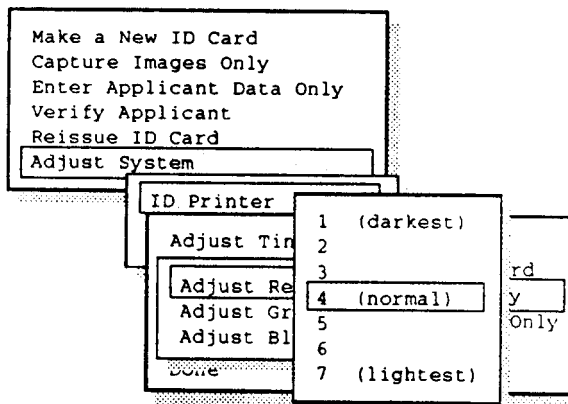 Make a New ID Card
Capture Images Only
Enter Applicant Data Only
Verify Applicant
Reissue ID Card
Adjust System
ID Printer
Adjust Tin
Adjust Re
Adjust Gr
Adjust Bl
Done
1 (darkest)
2
3
4 (normal)
5
6
7 (lightest)
rd
y
Only